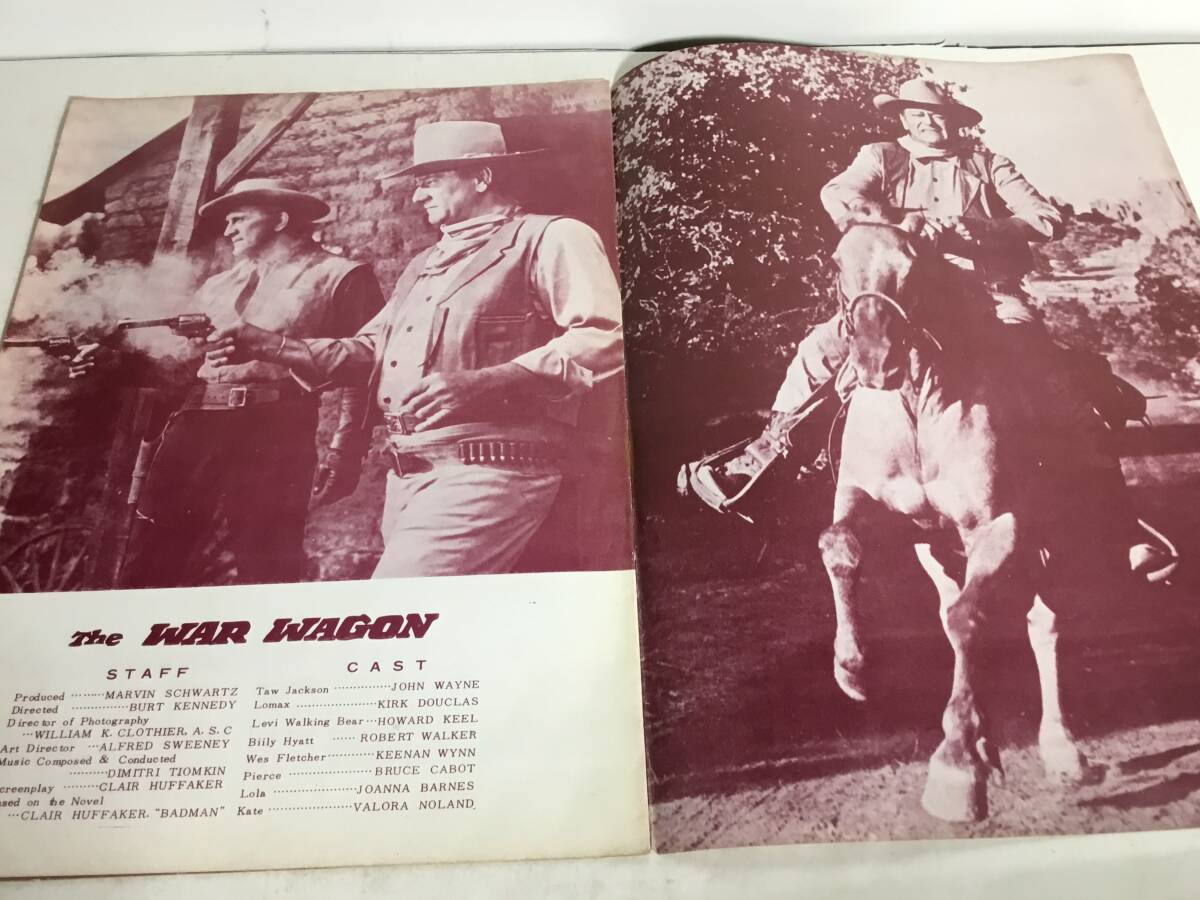 The WAR WAGON
STAFF
Produced ·········MARVIN SCHWARTZ
Directed ···············BURT KENNEDY
Director of Photography
···WILLIAM K. CLOTHIER, A. S. C
Art Director ···ALFRED SWEENEY
Music Composed & Conducted
··········DIMITRI TIOMKIN
creenplay ·········CLAIR HUFFAKER
ased on the Novel
···CLAIR HUFFAKER. "BADMAN"
CAST
Taw Jackson ···············JOHN WAYNE
Lomax ·····················KIRK DOUCLAS
Levi Walking Bear···HOWARD KEEL
Biily Hyatt ······ ROBERT WALKER
Wes Fletcher············KEENAN WYNN
Pierce ·····················BRUCE CABOT
Lola ·····················JOANNA BARNES
Kate ·····················VALORA NOLAND.